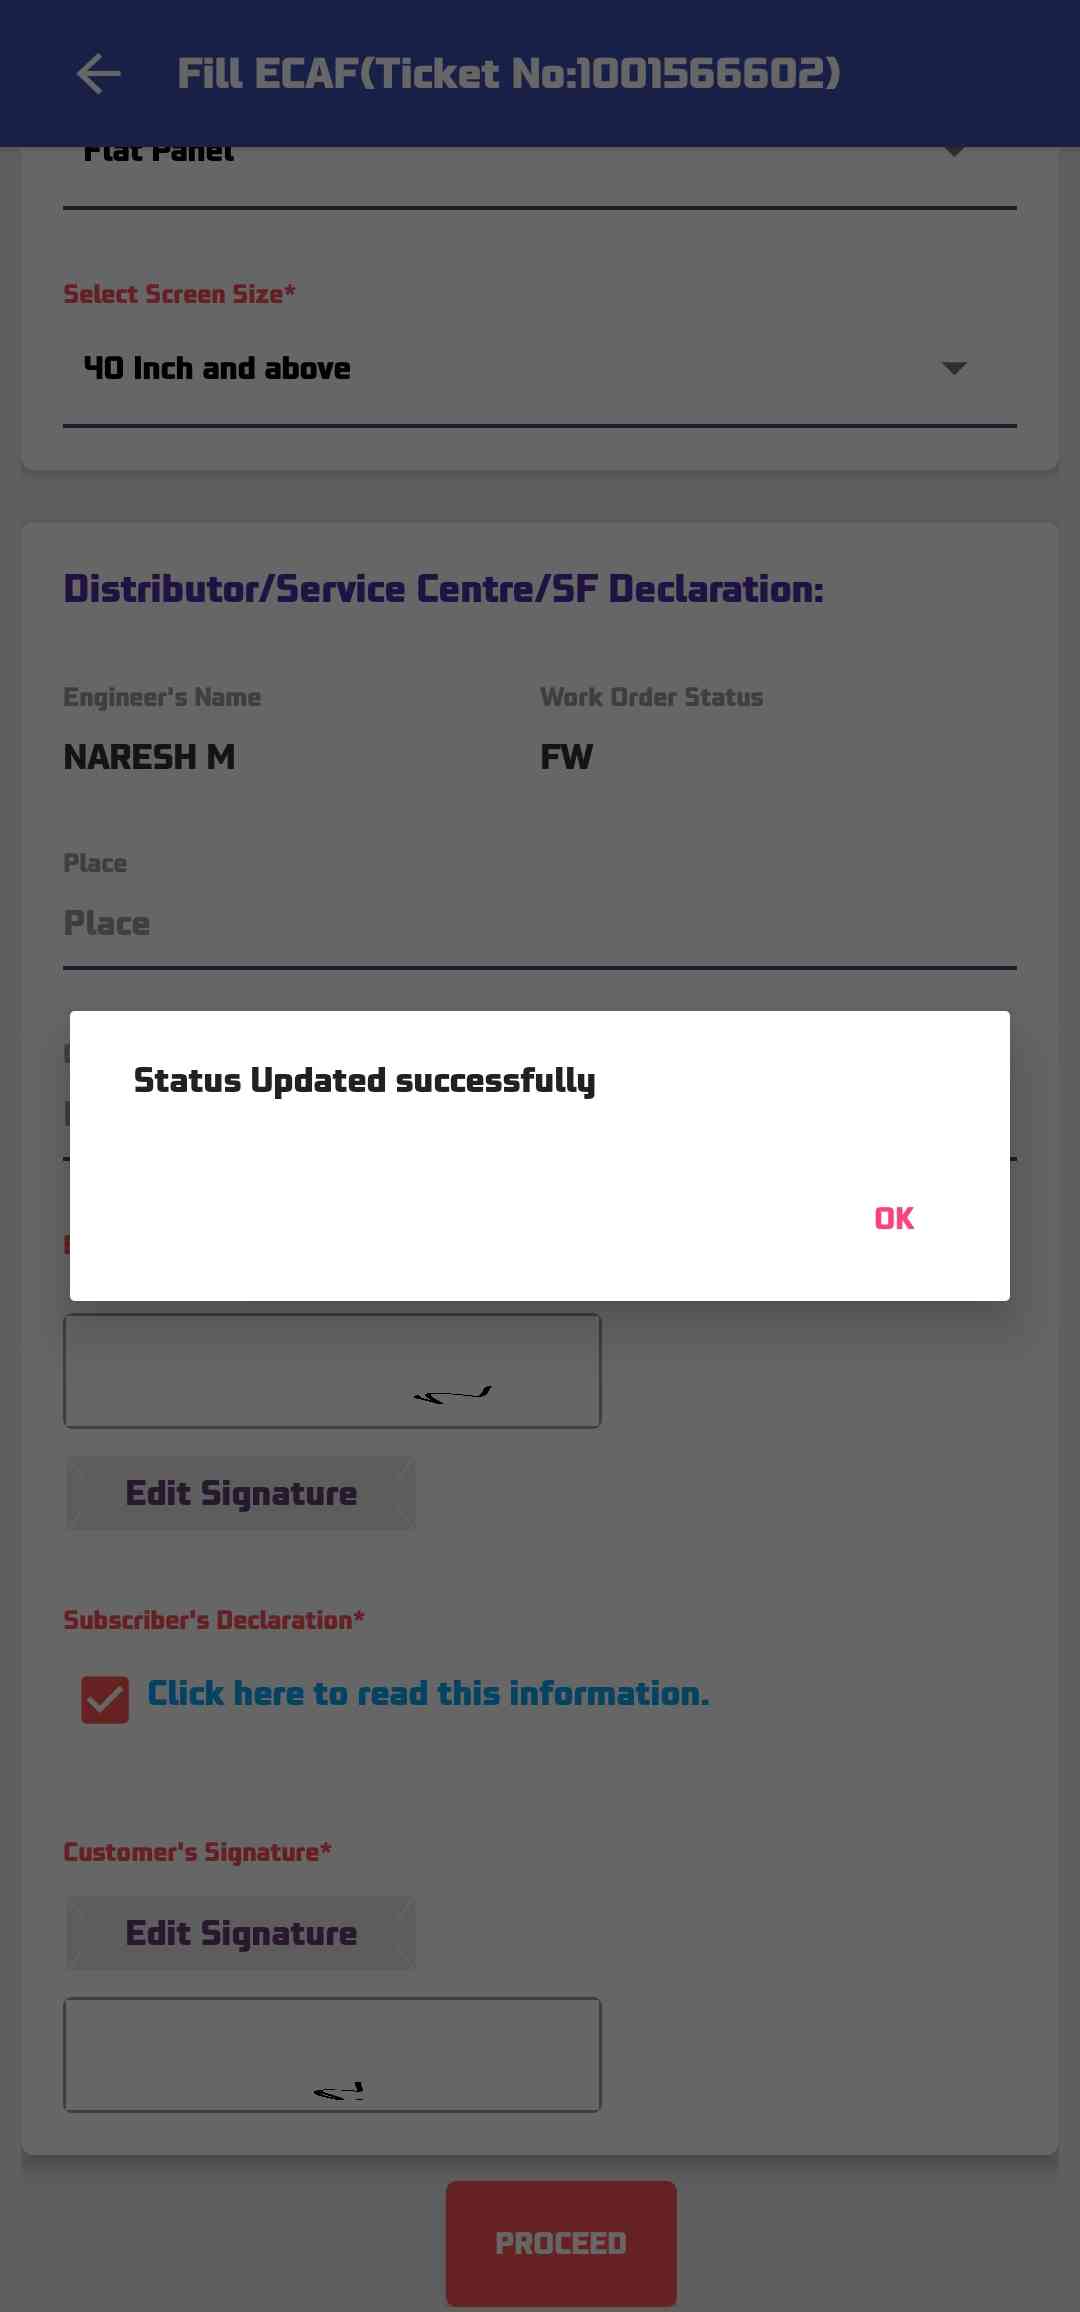 Fill ECAF(Ticket No:1001566602)
Flat Panel
Select Screen Size*
40 Inch and above
Distributor/Service Centre/SF Declaration:
Engineer's Name Work Order Status
NARESH M FW
Place
Place
Status Updated successfully
OK
Edit Signature
Subscriber's Declaration*
Click here to read this information.
Customer's Signature*
Edit Signature
PROCEED